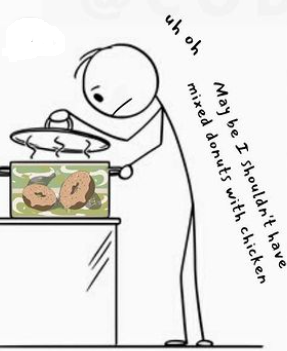 uh oh
Maybe I shouldn't have
mixed donuts with chicken